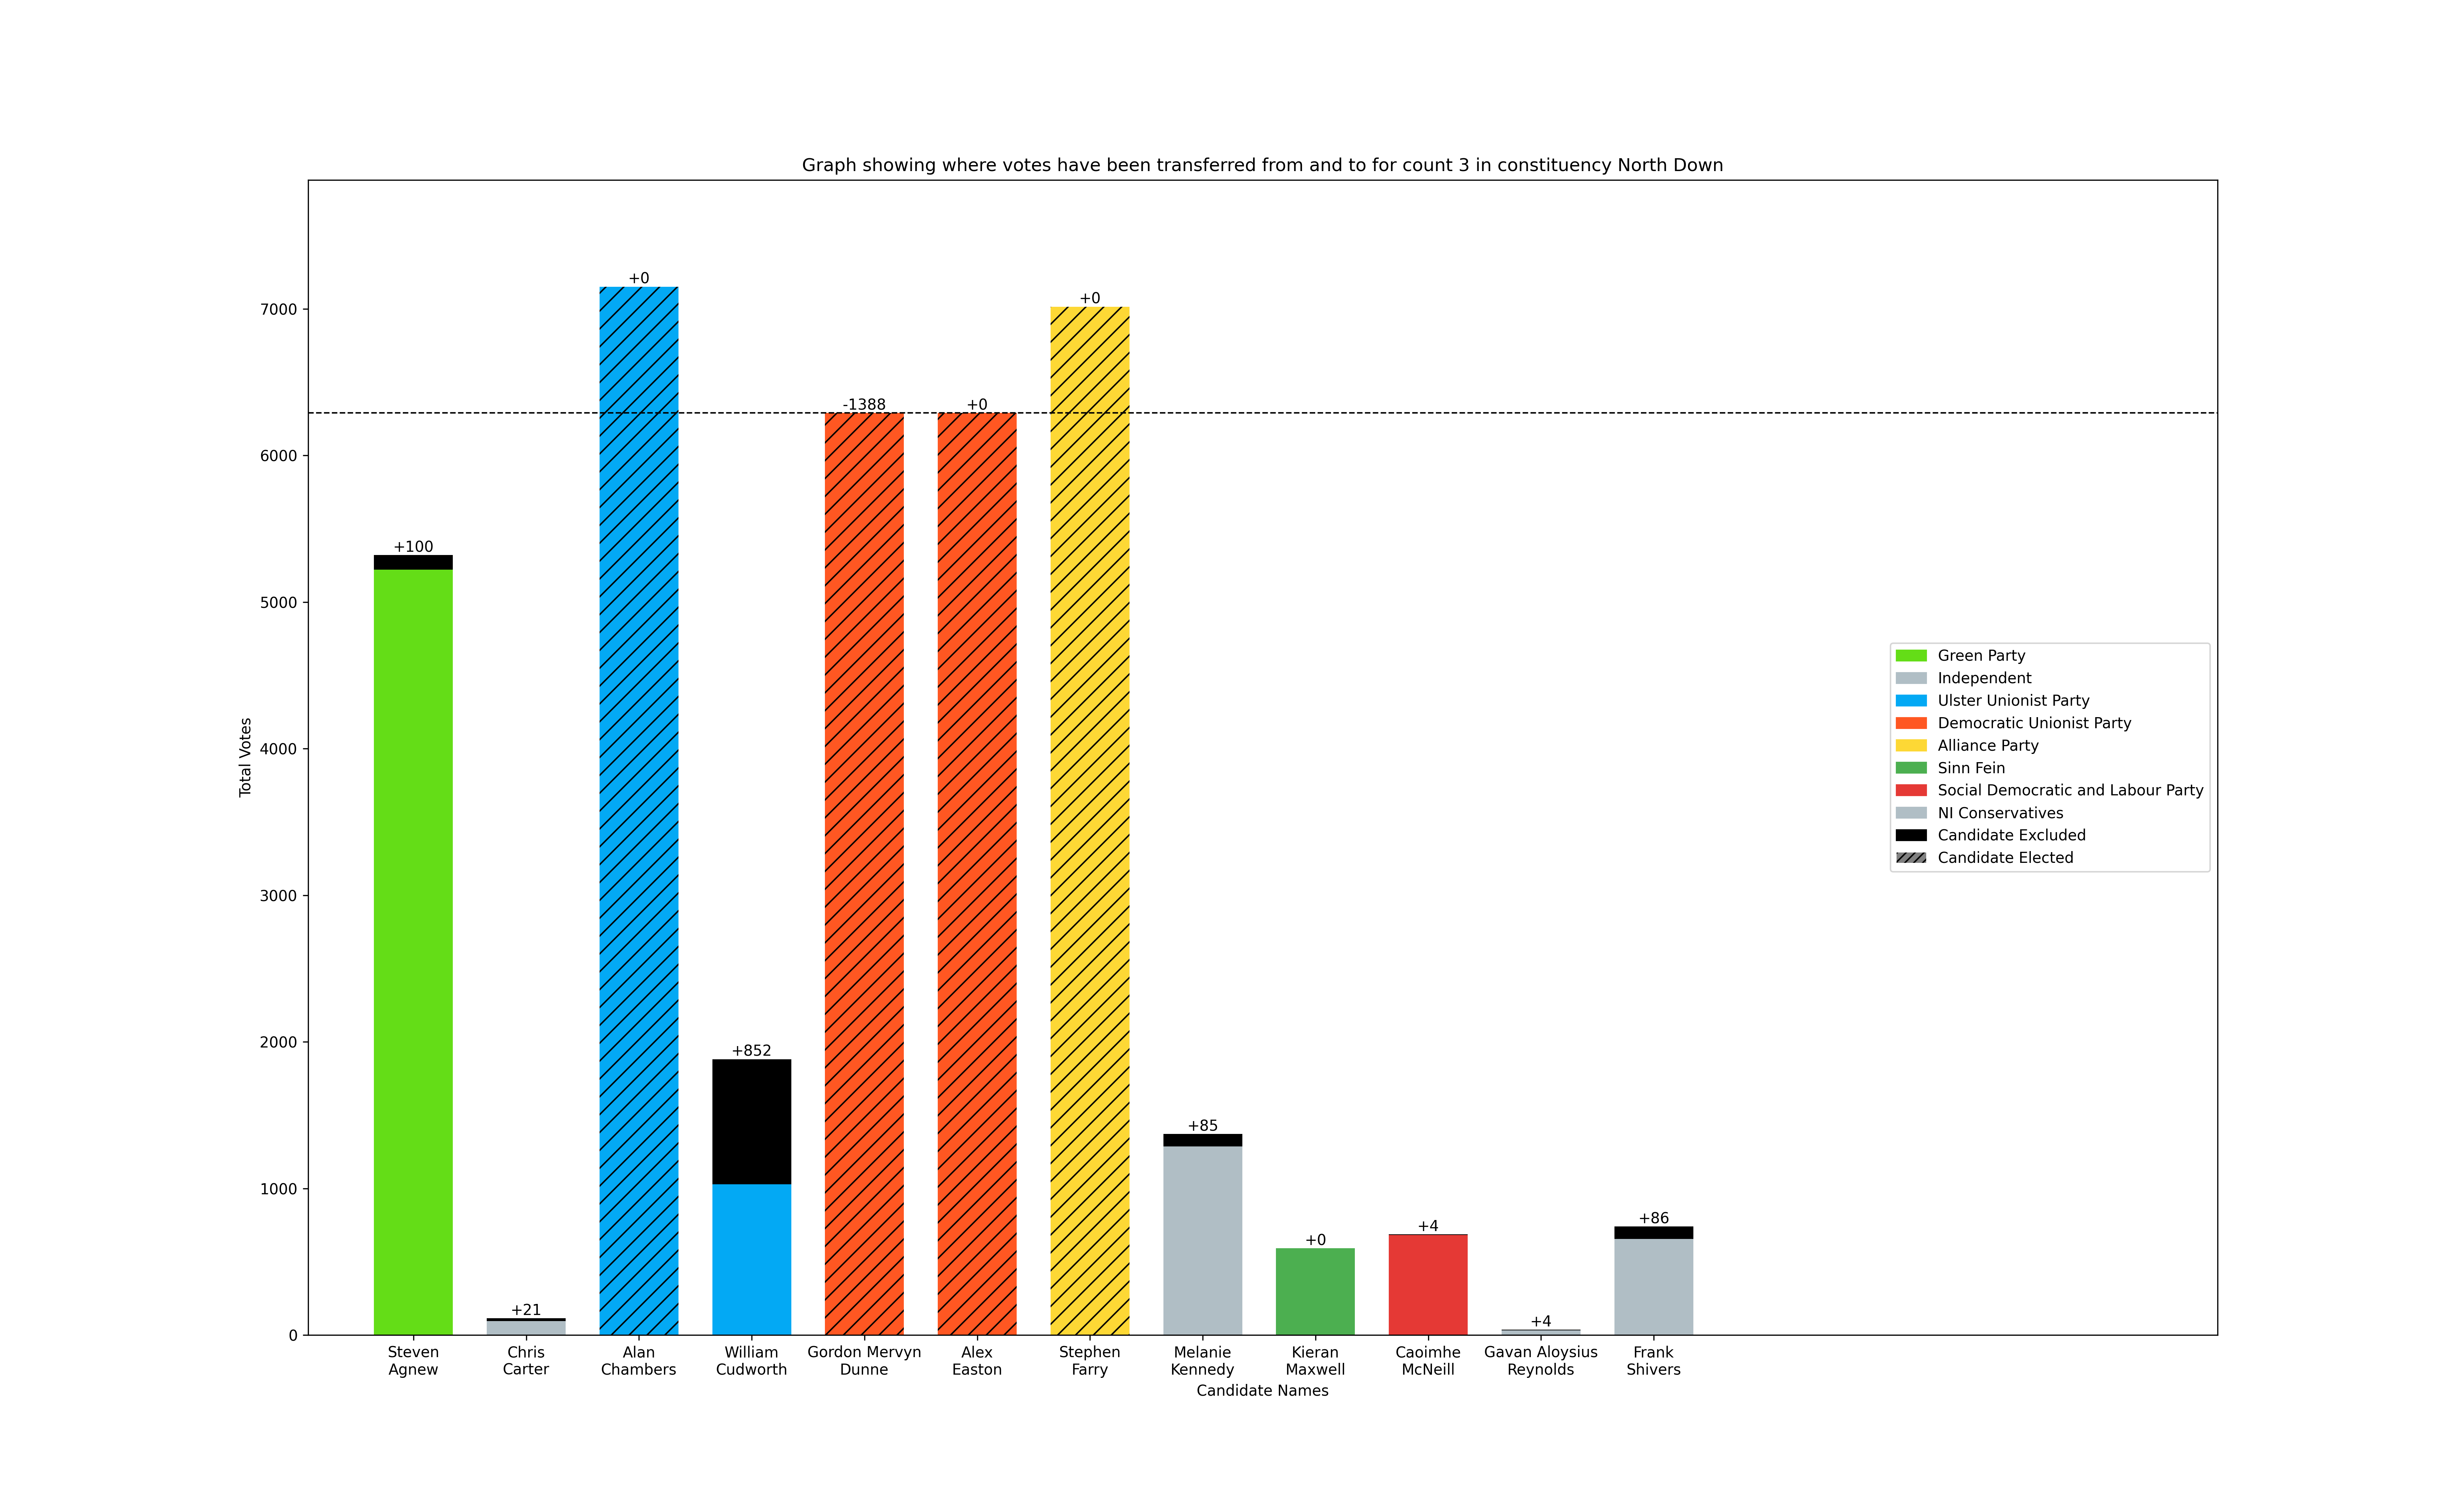 Graph showing where votes have been transferred from and to for count 3 in constituency North Down
Total Votes
7000
6000
5000
4000
3000
2000
1000
0
+100
+21
+0
+852
-1388
+0
+0
+85
+0
+4
+4
+86
Steven
Agnew
Chris
Carter
Alan
Chambers
William
Cudworth
Gordon Mervyn
Dunne
Alex
Easton
Stephen
Farry
Melanie
Kennedy
Kieran
Maxwell
Caoimhe
McNeill
Gavan Aloysius
Reynolds
Frank
Shivers
Candidate Names
Green Party
Independent
Ulster Unionist Party
Democratic Unionist Party
Alliance Party
Sinn Fein
Social Democratic and Labour Party
NI Conservatives
Candidate Excluded
Candidate Elected